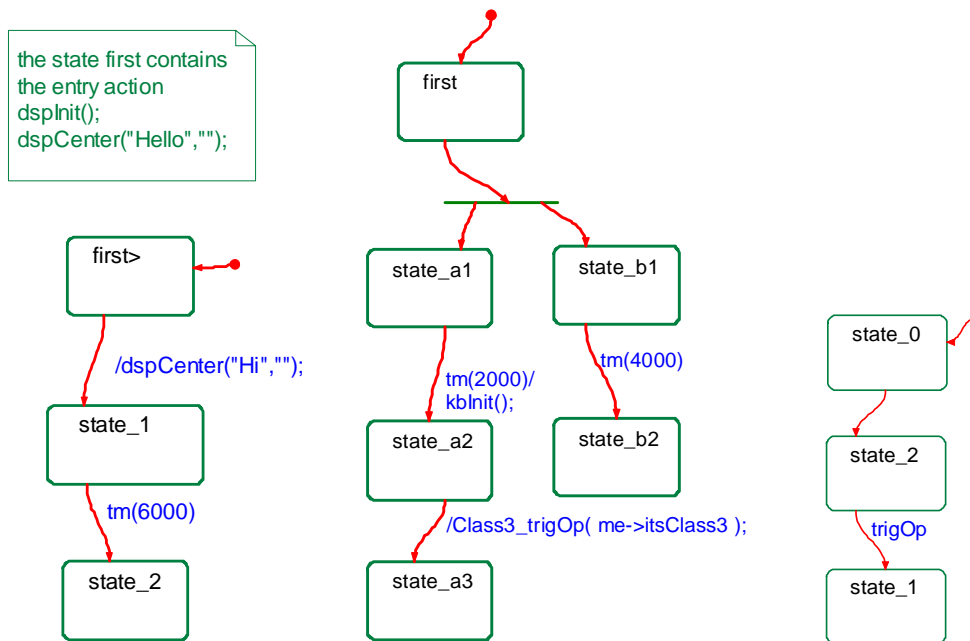 the state first contains
the entry action
dspInit();
dspCenter("Hello","");
first
first>
state_a1
state_b1
state_0
/dspCenter("Hi","");
tm(2000)/
kbInit();
tm(4000)
state_1
state_a2
state_b2
state_2
tm(6000)
/Class3_trigOp( me->itsClass3 );
trigOp
state_2
state_a3
state_1